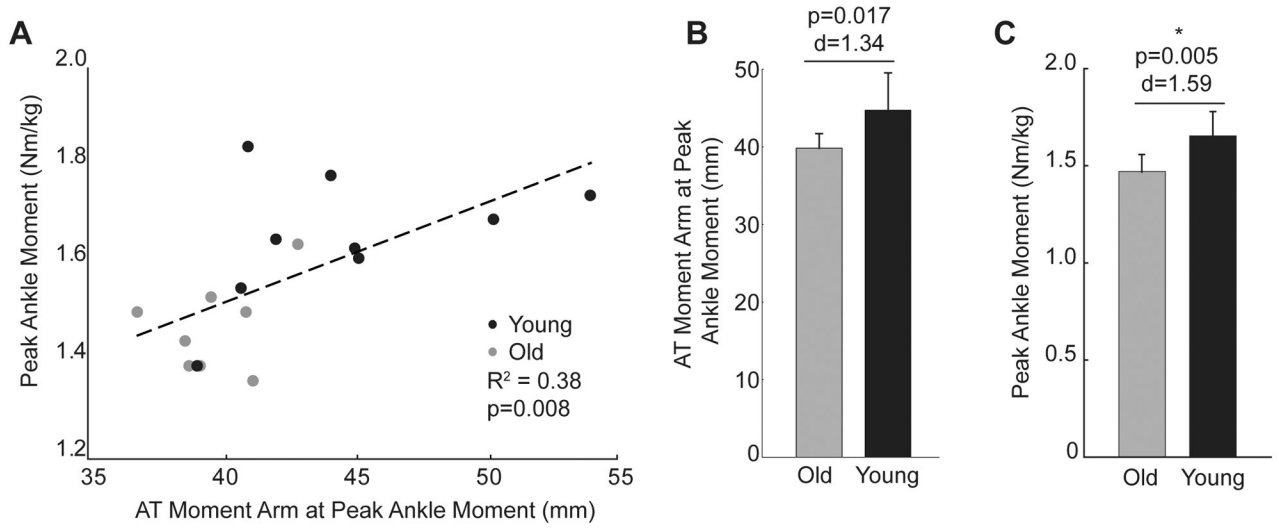 A
2.0
1.8
1.6
1.4
1.2
Peak Ankle Moment (Nm/kg)
Young
Old
R² = 0.38
p=0.008
35
40
45
50
55
AT Moment Arm at Peak Ankle Moment (mm)
B
p=0.017
d=1.34
50
40
30
20
10
0
AT Moment Arm at Peak
Ankle Moment (mm)
Old
Young
C
*
p=0.005
d=1.59
2.0
1.5
1.0
0.5
0
Peak Ankle Moment (Nm/kg)
Old
Young